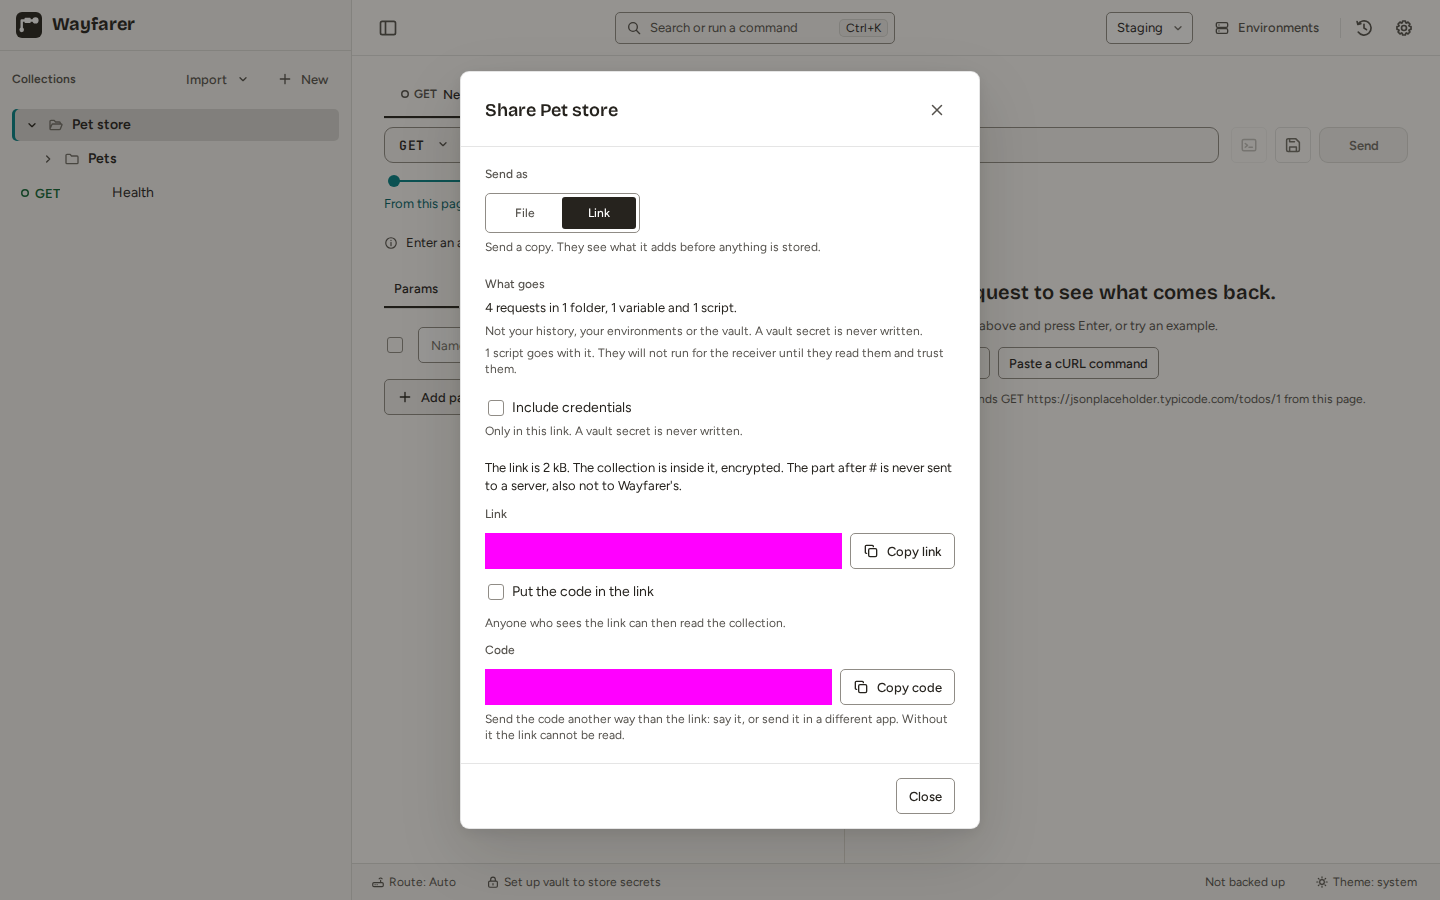 Wayfarer
Search or run a command
Ctrl+K
Staging
Environments
Collections
Import
New
Pet store
Pets
GET
Health
GET
GET
From this
Enter an
Params
Add
to see what comes back.
above and press Enter, or try an example.
Paste a cURL command
GET https://jsonplaceholder.typicode.com/todos/1 from this page.
Send
Share Pet store
Send as
File
Link
Send a copy. They see what it adds before anything is stored.
What goes
4 requests in 1 folder, 1 variable and 1 script.
Not your history, your environments or the vault. A vault secret is never written.
1 script goes with it. They will not run for the receiver until they read them and trust
them.
Include credentials
Only in this link. A vault secret is never written.
The link is 2 kB. The collection is inside it, encrypted. The part after # is never sent
to a server, also not to Wayfarer's.
Link
Copy link
Put the code in the link
Anyone who sees the link can then read the collection.
Code
Copy code
Send the code another way than the link: say it, or send it in a different app. Without
it the link cannot be read.
Close
Route: Auto
Set up vault to store secrets
Not backed up
Theme: system